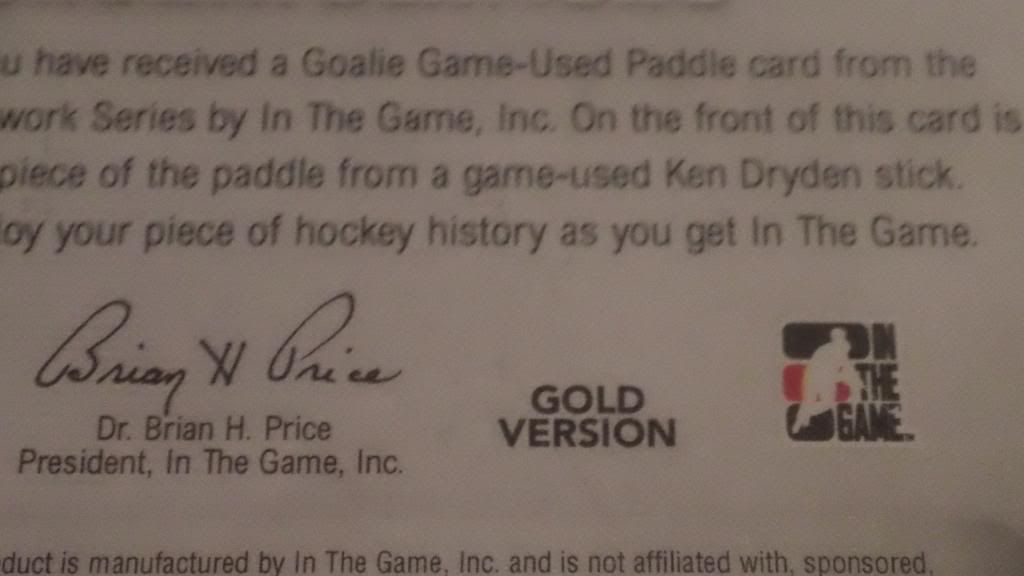 u have received a Goalie Game-Used Paddle card from the
work Series by In The Game, Inc. On the front of this card is
piece of the paddle from a game-used Ken Dryden stick.
oy your piece of hockey history as you get In The Game.
Brian H Price
Dr. Brian H. Price
President, In The Game, Inc.
GOLD
VERSION
IN
THE
GAME
duct is manufactured by In The Game, Inc. and is not affiliated with, sponsored,